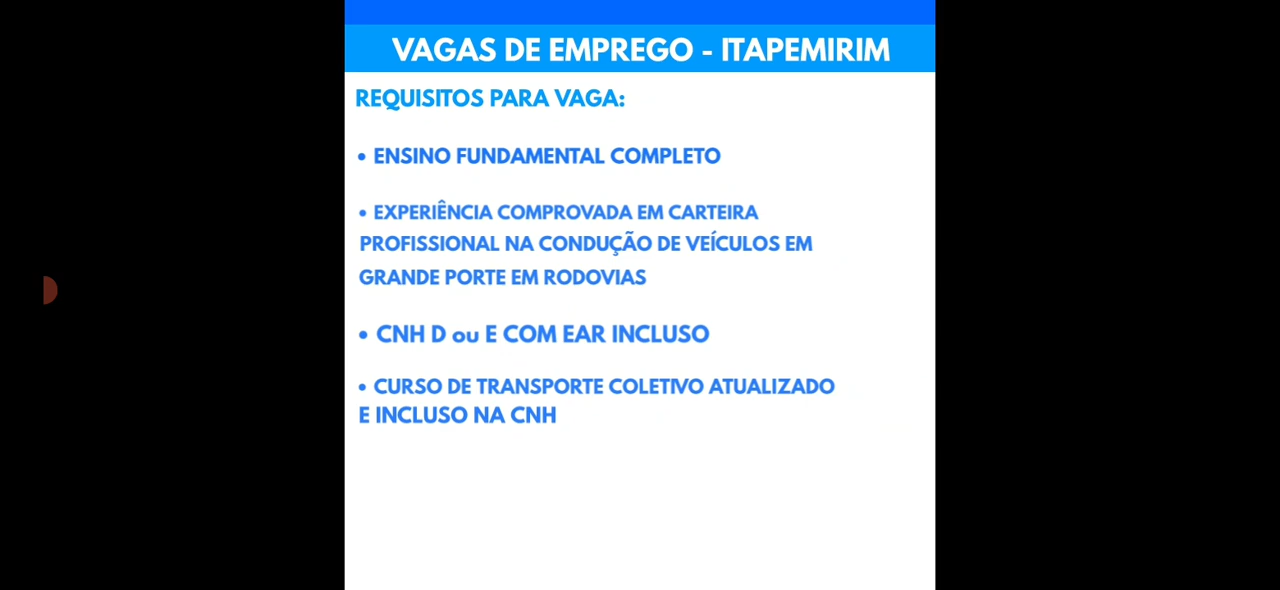 VAGAS DE EMPREGO - ITAPEMIRIM
REQUISITOS PARA VAGA:
• ENSINO FUNDAMENTAL COMPLETO
• EXPERIÊNCIA COMPROVADA EM CARTEIRA
PROFISSIONAL NA CONDUÇÃO DE VEÍCULOS EM
GRANDE PORTE EM RODOVIAS
• CNH D ou E COM EAR INCLUSO
• CURSO DE TRANSPORTE COLETIVO ATUALIZADO
E INCLUSO NA CNH